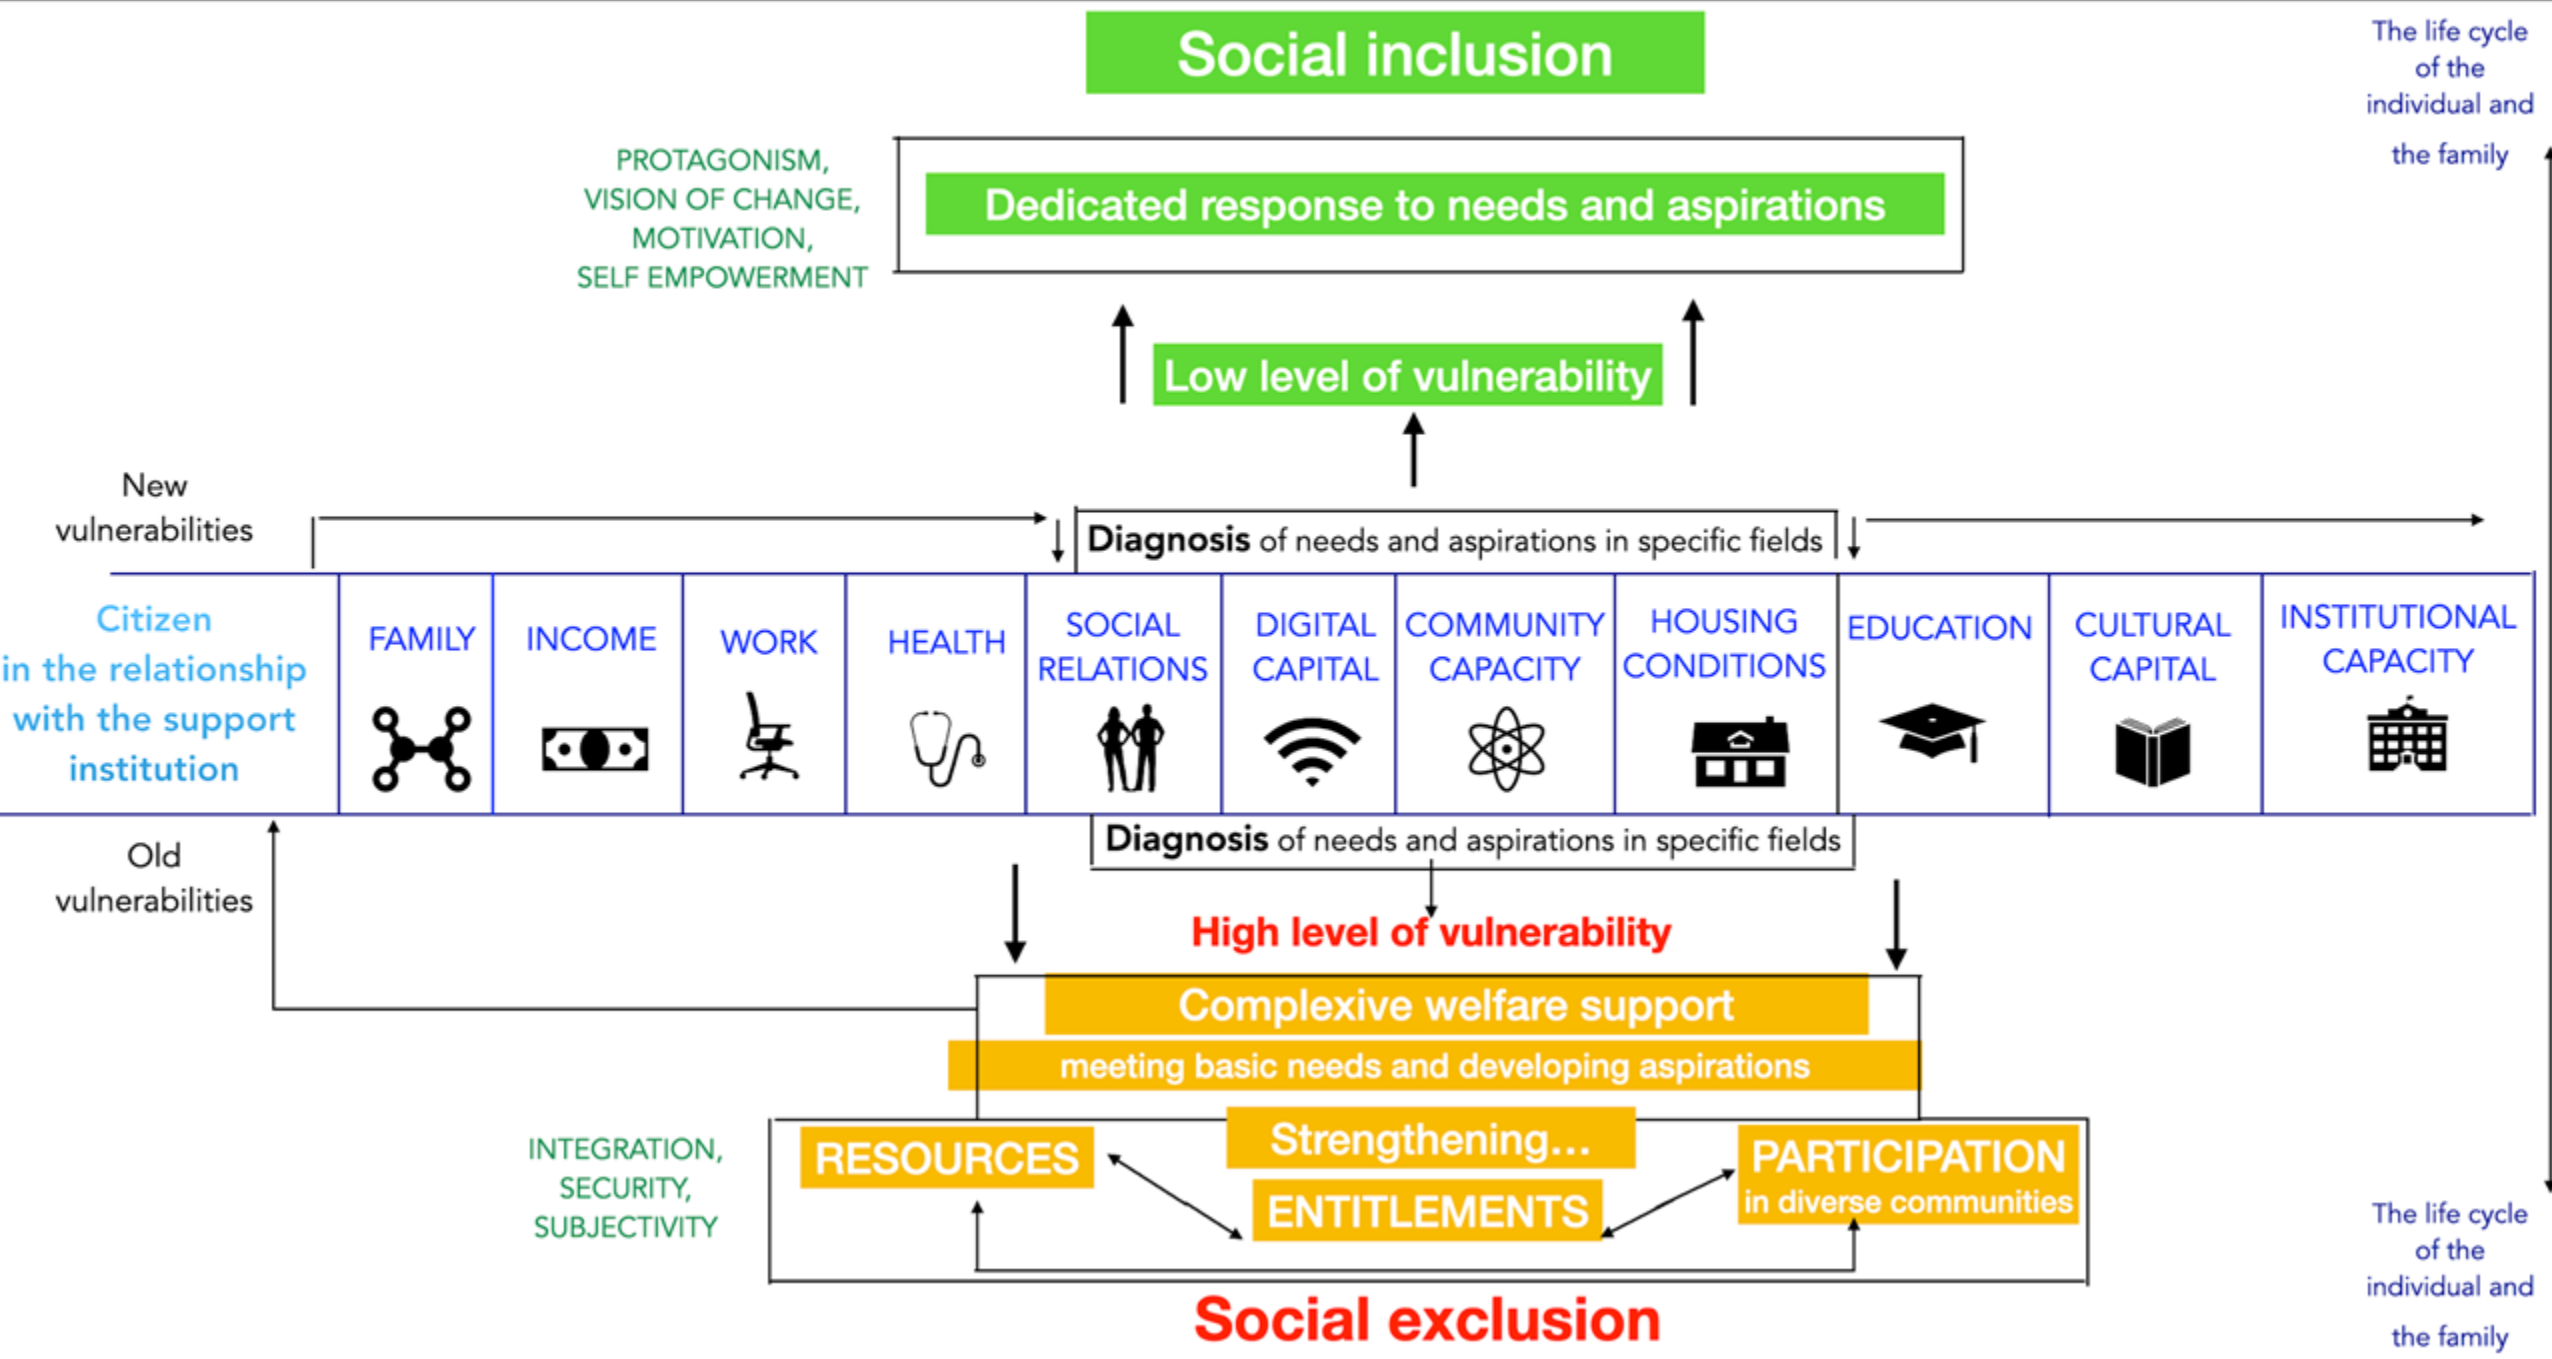 Social inclusion
The life cycle
of the
individual and
the family
PROTAGONISM,
VISION OF CHANGE,
MOTIVATION,
SELF EMPOWERMENT
Dedicated response to needs and aspirations
Low level of vulnerability
New
vulnerabilities
Diagnosis of needs and aspirations in specific fields
Citizen
in the relationship
with the support
institution
FAMILY
INCOME
WORK
HEALTH
SOCIAL
RELATIONS
DIGITAL
CAPITAL
COMMUNITY
CAPACITY
HOUSING
CONDITIONS
EDUCATION
CULTURAL
CAPITAL
INSTITUTIONAL
CAPACITY
Old
vulnerabilities
Diagnosis of needs and aspirations in specific fields
High level of vulnerability
Complexive welfare support
meeting basic needs and developing aspirations
INTEGRATION,
SECURITY,
SUBJECTIVITY
RESOURCES
Strengthening...
ENTITLEMENTS
PARTICIPATION
in diverse communities
Social exclusion
The life cycle
of the
individual and
the family